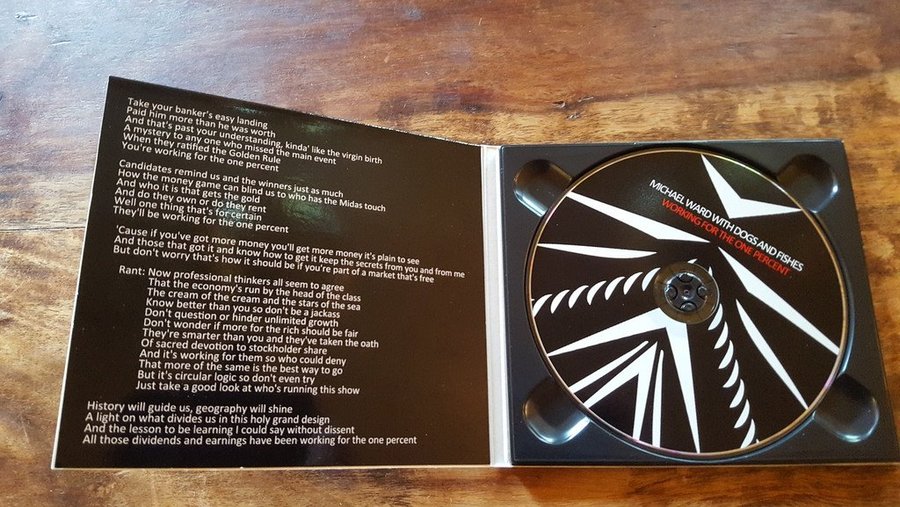 Take your banker's easy landing
Paid him more than he was worth
And that's past your understanding, kinda' like the virgin birth
A mystery to any one who missed the main event
When they ratified the Golden Rule
You're working for the one percent
Candidates remind us and the winners just as much
How the money game can blind us to who has the Midas touch
And who it is that gets the gold
And do they own or do they rent
Well one thing that's for certain
They'll be working for the one percent
'Cause if you've got more money you'll get more money it's plain to see
And those that got it and know how to get it keep the secrets from you and from me
But don't worry that's how it should be if you're part of a market that's free
Rant: Now professional thinkers all seem to agree
That the economy's run by the head of the class
The cream of the cream and the stars of the sea
Know better than you so don't be a jackass
Don't question or hinder unlimited growth
Don't wonder if more for the rich should be fair
They're smarter than you and they've taken the oath
Of sacred devotion to stockholder share
And it's working for them so who could deny
That more of the same is the best way to go
But it's circular logic so don't even try
Just take a good look at who's running this show
History will guide us, geography will shine
A light on what divides us in this holy grand design
And the lesson to be learning I could say without dissent
All those dividends and earnings have been working for the one percent
MICHAEL WARD WITH DOGS AND FISHES
WORKING FOR THE ONE PERCENT